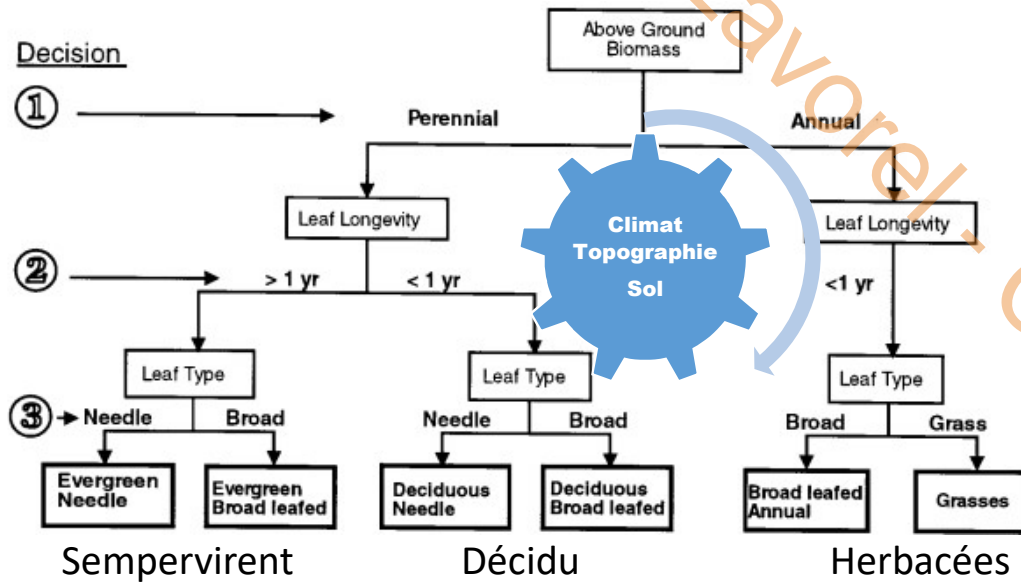 Above Ground
Biomass
Decision
①
Perennial
Annual
Leaf Longevity
Climat
Topographie
Sol
Leaf Longevity
②
> 1 yr
< 1 yr
<1 yr
Leaf Type
Leaf Type
Leaf Type
③
Needle
Broad
Needle
Broad
Broad
Grass
Evergreen
Needle
Evergreen
Broad leafed
Deciduous
Needle
Deciduous
Broad leafed
Broad leafed
Annual
Grasses
Sempervirent
Décidu
Herbacées
Lavorel -